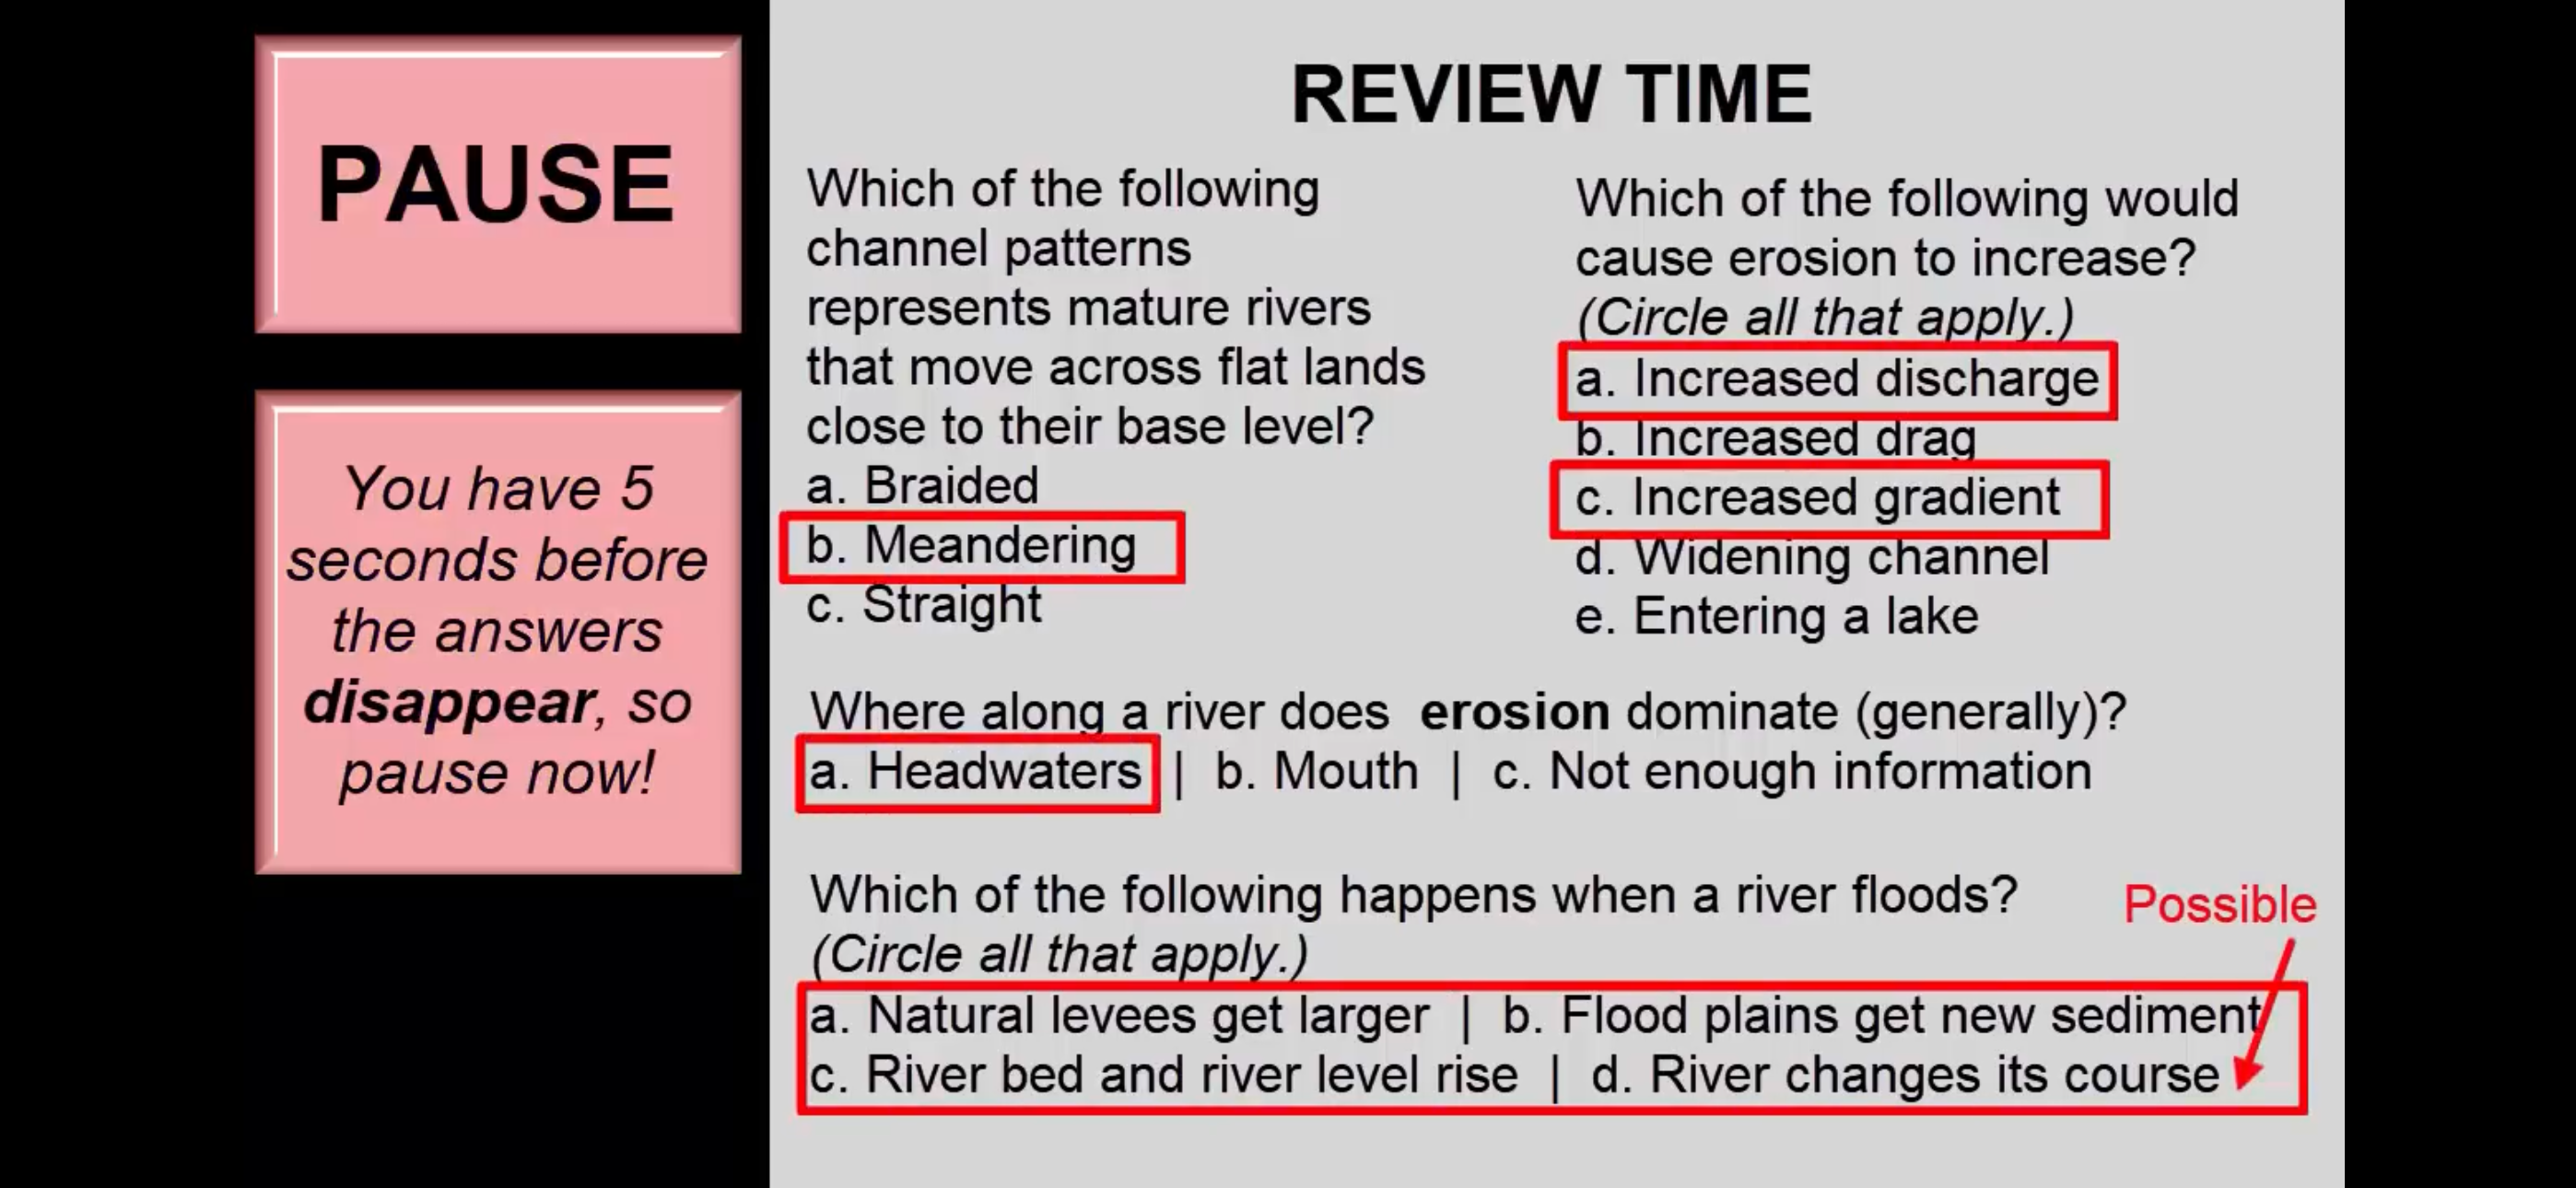 PAUSE
You have 5
seconds before
the answers
disappear, so
pause now!
REVIEW TIME
Which of the following
channel patterns
represents mature rivers
that move across flat lands
close to their base level?
a. Braided
b. Meandering
c. Straight
Which of the following would
cause erosion to increase?
(Circle all that apply.)
a. Increased discharge
b. Increased drag
c. Increased gradient
d. Widening channel
e. Entering a lake
Where along a river does erosion dominate (generally)?
a. Headwaters | b. Mouth | c. Not enough information
Which of the following happens when a river floods?
(Circle all that apply.)
Possible
a. Natural levees get larger | b. Flood plains get new sediment
c. River bed and river level rise | d. River changes its course